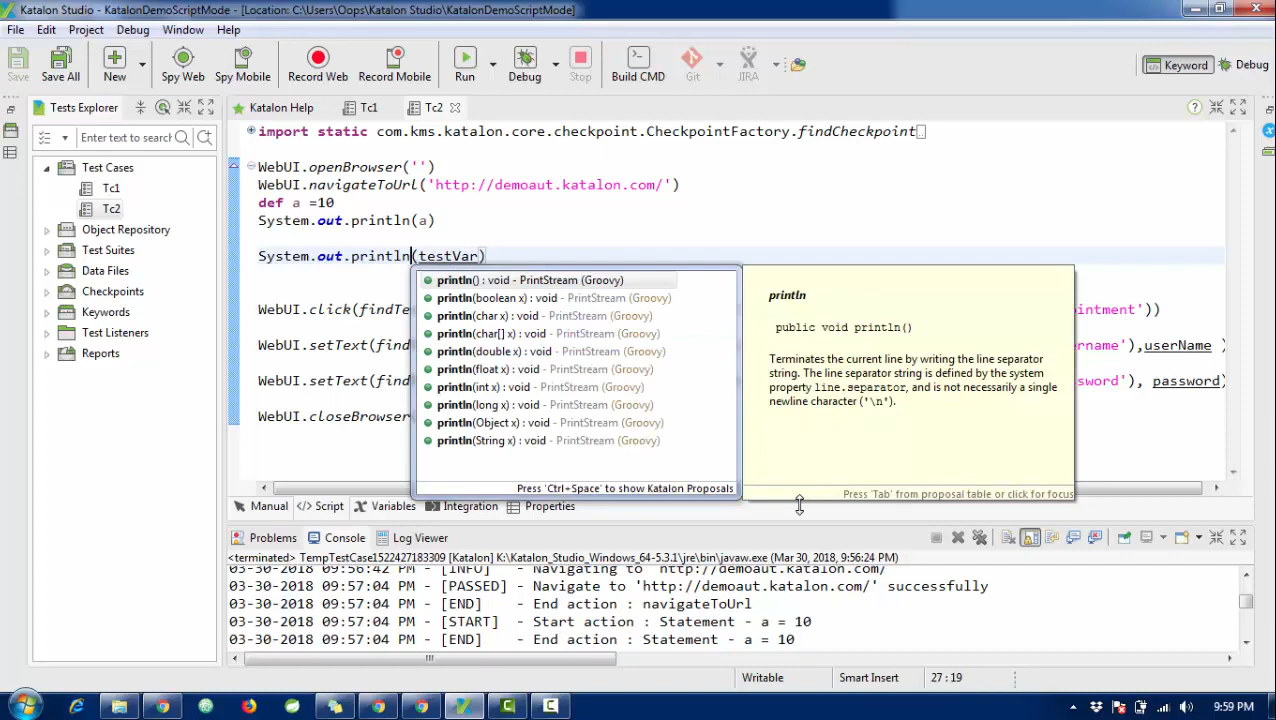 Katalon Studio - KatalonDemoScriptMode - [Location: C:\Users\Oops\Katalon Studio\KatalonDemoScriptMode]
File Edit Project Debug Window Help
Save Save All New Spy Web Spy Mobile Record Web Record Mobile Run Debug Stop Build CMD Git JIRA Keyword Debug
Tests Explorer
Enter text to search
Test Cases
Tc1
Tc2
Object Repository
Test Suites
Data Files
Checkpoints
Keywords
Test Listeners
Reports
Katalon Help Tc1 Tc2
import static com.kms.katalon.core.checkpoint.CheckpointFactory.findCheckpoint
WebUI.openBrowser('')
WebUI.navigateToUrl('http://demoaut.katalon.com/')
def a =10
System.out.println(a)
System.out.println(testVar)
WebUI.click(findTe intment'))
WebUI.setText(find ername'),userName )
WebUI.setText(find sword'), password)
WebUI.closeBrowser
println() : void - PrintStream (Groovy)
println(boolean x) : void - PrintStream (Groovy)
println(char x) : void - PrintStream (Groovy)
println(char[] x) : void - PrintStream (Groovy)
println(double x) : void - PrintStream (Groovy)
println(float x) : void - PrintStream (Groovy)
println(int x) : void - PrintStream (Groovy)
println(long x) : void - PrintStream (Groovy)
println(Object x) : void - PrintStream (Groovy)
println(String x) : void - PrintStream (Groovy)
Press 'Ctrl+Space' to show Katalon Proposals
println
public void println()
Terminates the current line by writing the line separator
string. The line separator string is defined by the system
property line.separator, and is not necessarily a single
newline character ('\n').
Press 'Tab' from proposal table or click for focus
Manual Script Variables Integration Properties
Problems Console Log Viewer
<terminated> TempTestCase1522427183309 [Katalon] K:\Katalon_Studio_Windows_64-5.3.1\jre\bin\javaw.exe (Mar 30, 2018, 9:56:24 PM)
03-30-2018 09:56:42 PM - [INFO] - Navigating to 'http://demoaut.katalon.com/'
03-30-2018 09:57:04 PM - [PASSED] - Navigate to 'http://demoaut.katalon.com/' successfully
03-30-2018 09:57:04 PM - [END] - End action : navigateToUrl
03-30-2018 09:57:04 PM - [START] - Start action : Statement - a = 10
03-30-2018 09:57:04 PM - [END] - End action : Statement - a = 10
Writable Smart Insert 27 : 19
9:59 PM